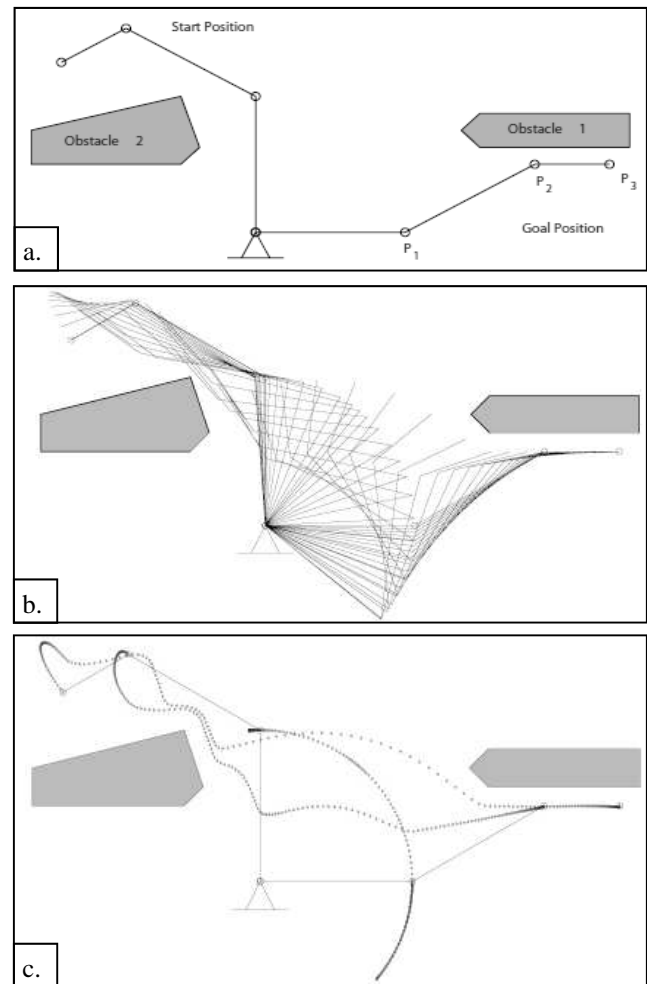 Start Position
Obstacle 1
Obstacle 2
P2
P3
P1
Goal Position
a.
b.
c.